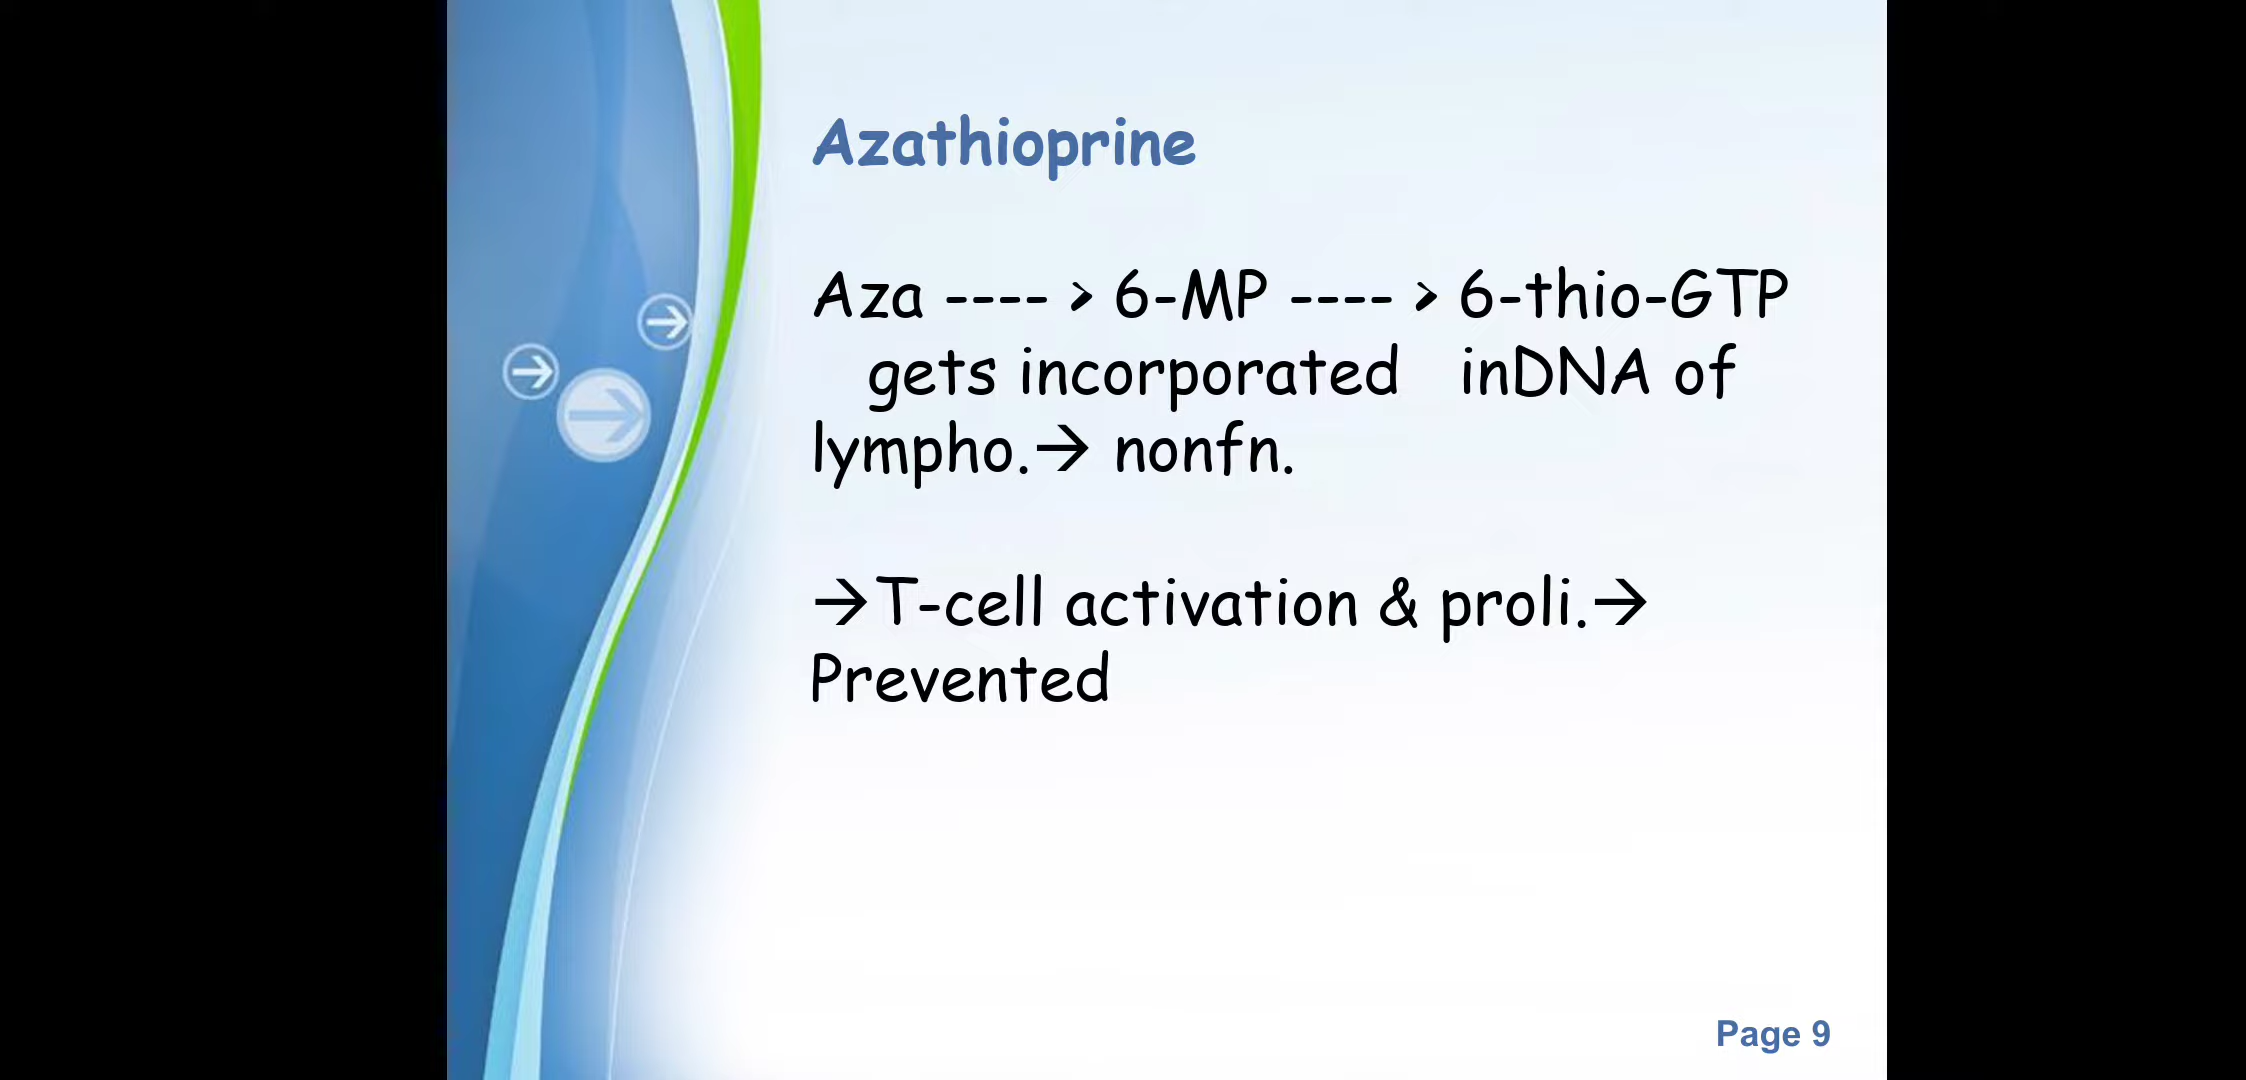 Azathioprine
Aza ---- > 6-MP ---- > 6-thio-GTP
gets incorporated inDNA of
lympho.→ nonfn.
→T-cell activation & proli.→
Prevented
Page 9